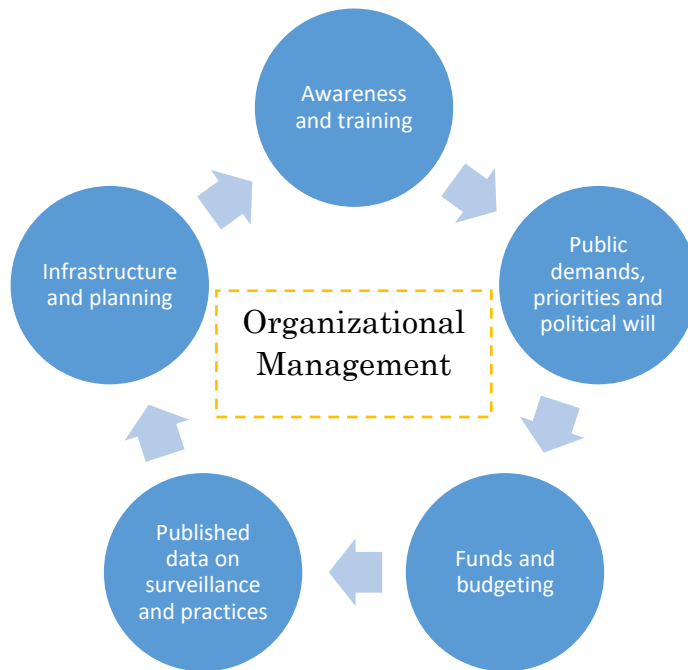 Awareness
and training
Public
demands,
priorities and
political will
Funds and
budgeting
Published
data on
surveillance
and practices
Infrastructure
and planning
Organizational
Management